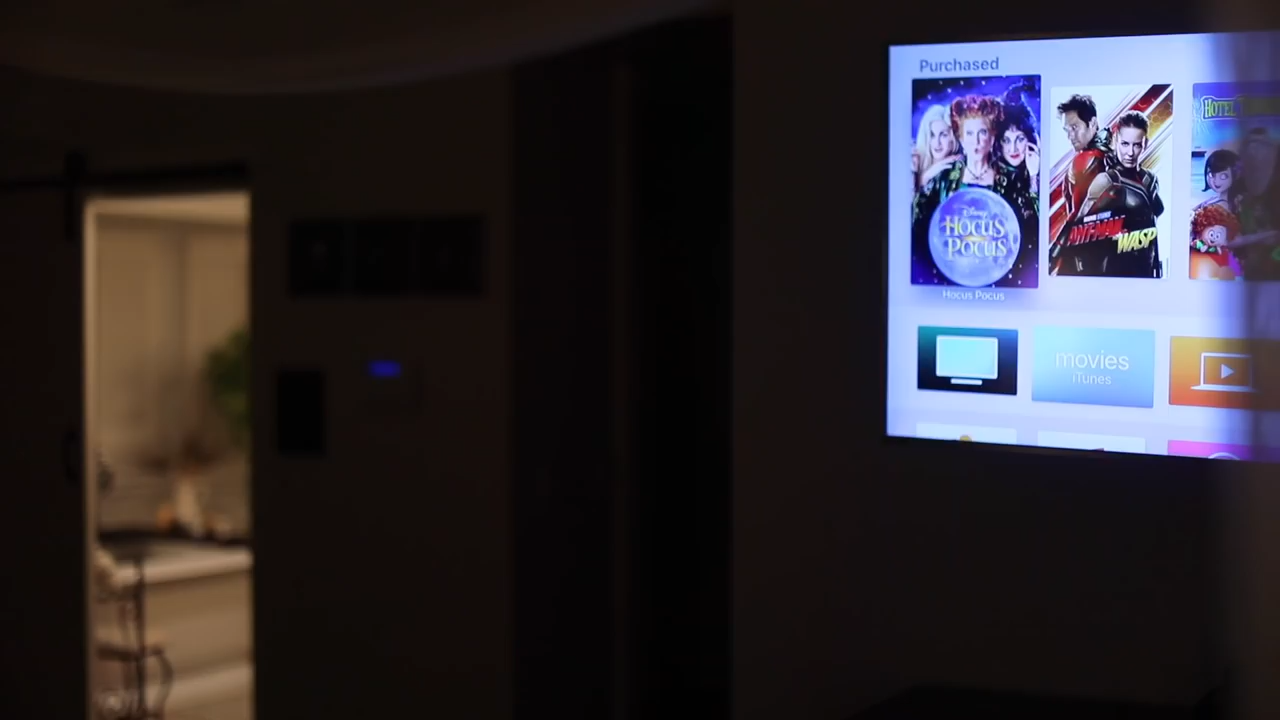 Purchased
Disney
HOCUS
POCUS
Hocus Pocus
ANT-MAN
WASP
HOTEL
movies
iTunes